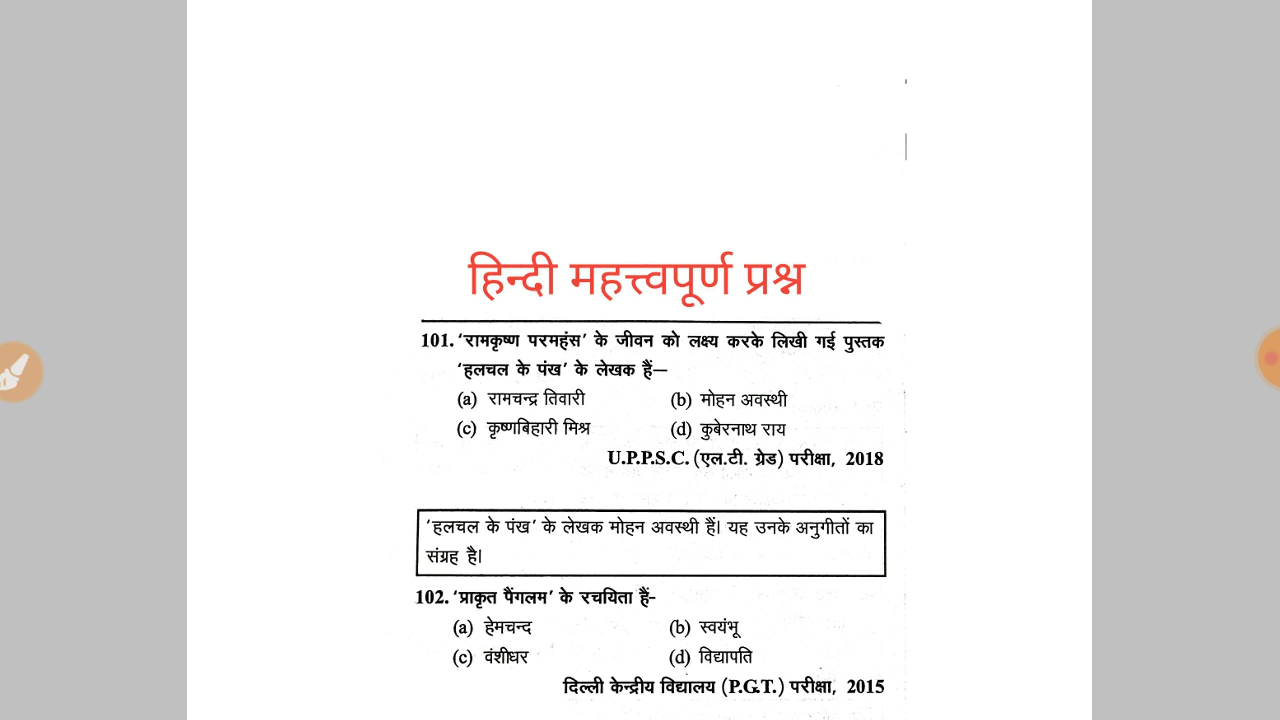 हिन्दी महत्त्वपूर्ण प्रश्न
101. 'रामकृष्ण परमहंस' के जीवन को लक्ष्य करके लिखी गई पुस्तक
'हलचल के पंख' के लेखक हैं—
(a) रामचन्द्र तिवारी (b) मोहन अवस्थी
(c) कृष्णबिहारी मिश्र (d) कुबेरनाथ राय
U.P.P.S.C. (एल.टी. ग्रेड) परीक्षा, 2018
'हलचल के पंख' के लेखक मोहन अवस्थी हैं। यह उनके अनुगीतों का
संग्रह है।
102. 'प्राकृत पैंगलम' के रचयिता हैं-
(a) हेमचन्द (b) स्वयंभू
(c) वंशीधर (d) विद्यापति
दिल्ली केन्द्रीय विद्यालय (P.G.T.) परीक्षा, 2015